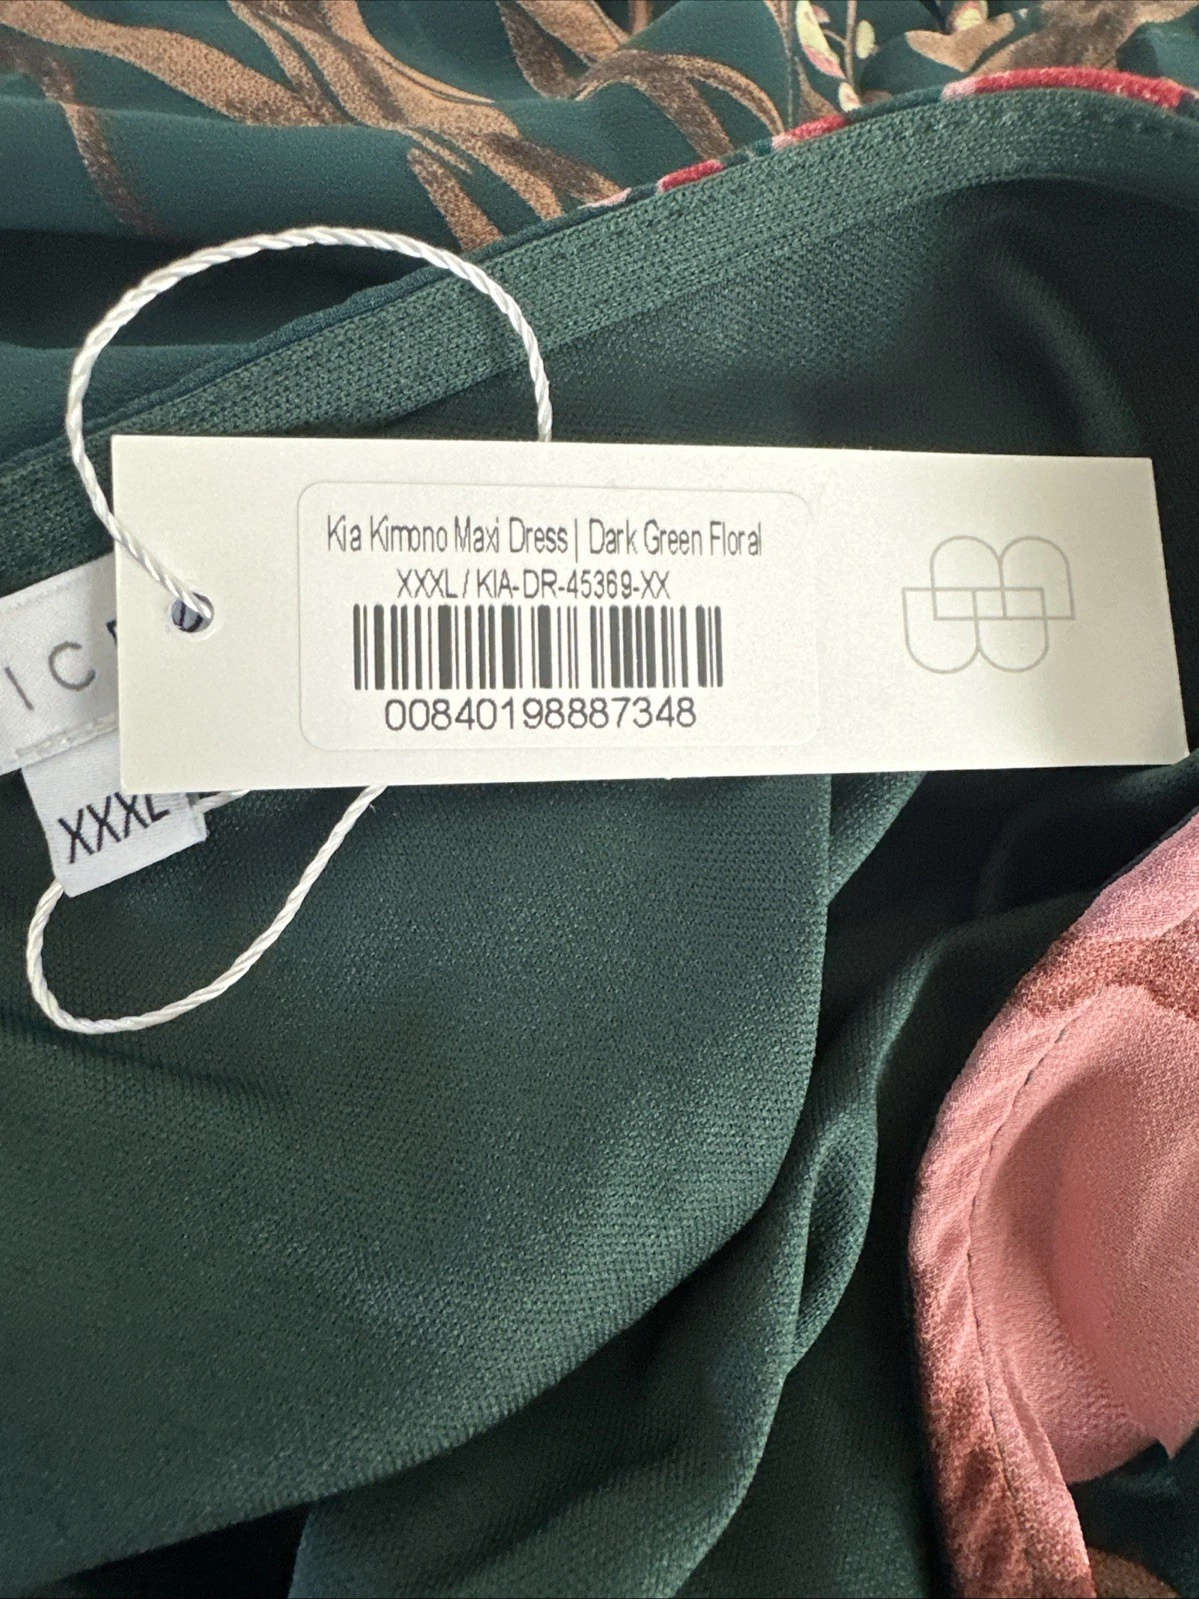 Kia Kimono Maxi Dress | Dark Green Floral
XXXL / KIA-DR-45369-XX
00840198887348
XXXL